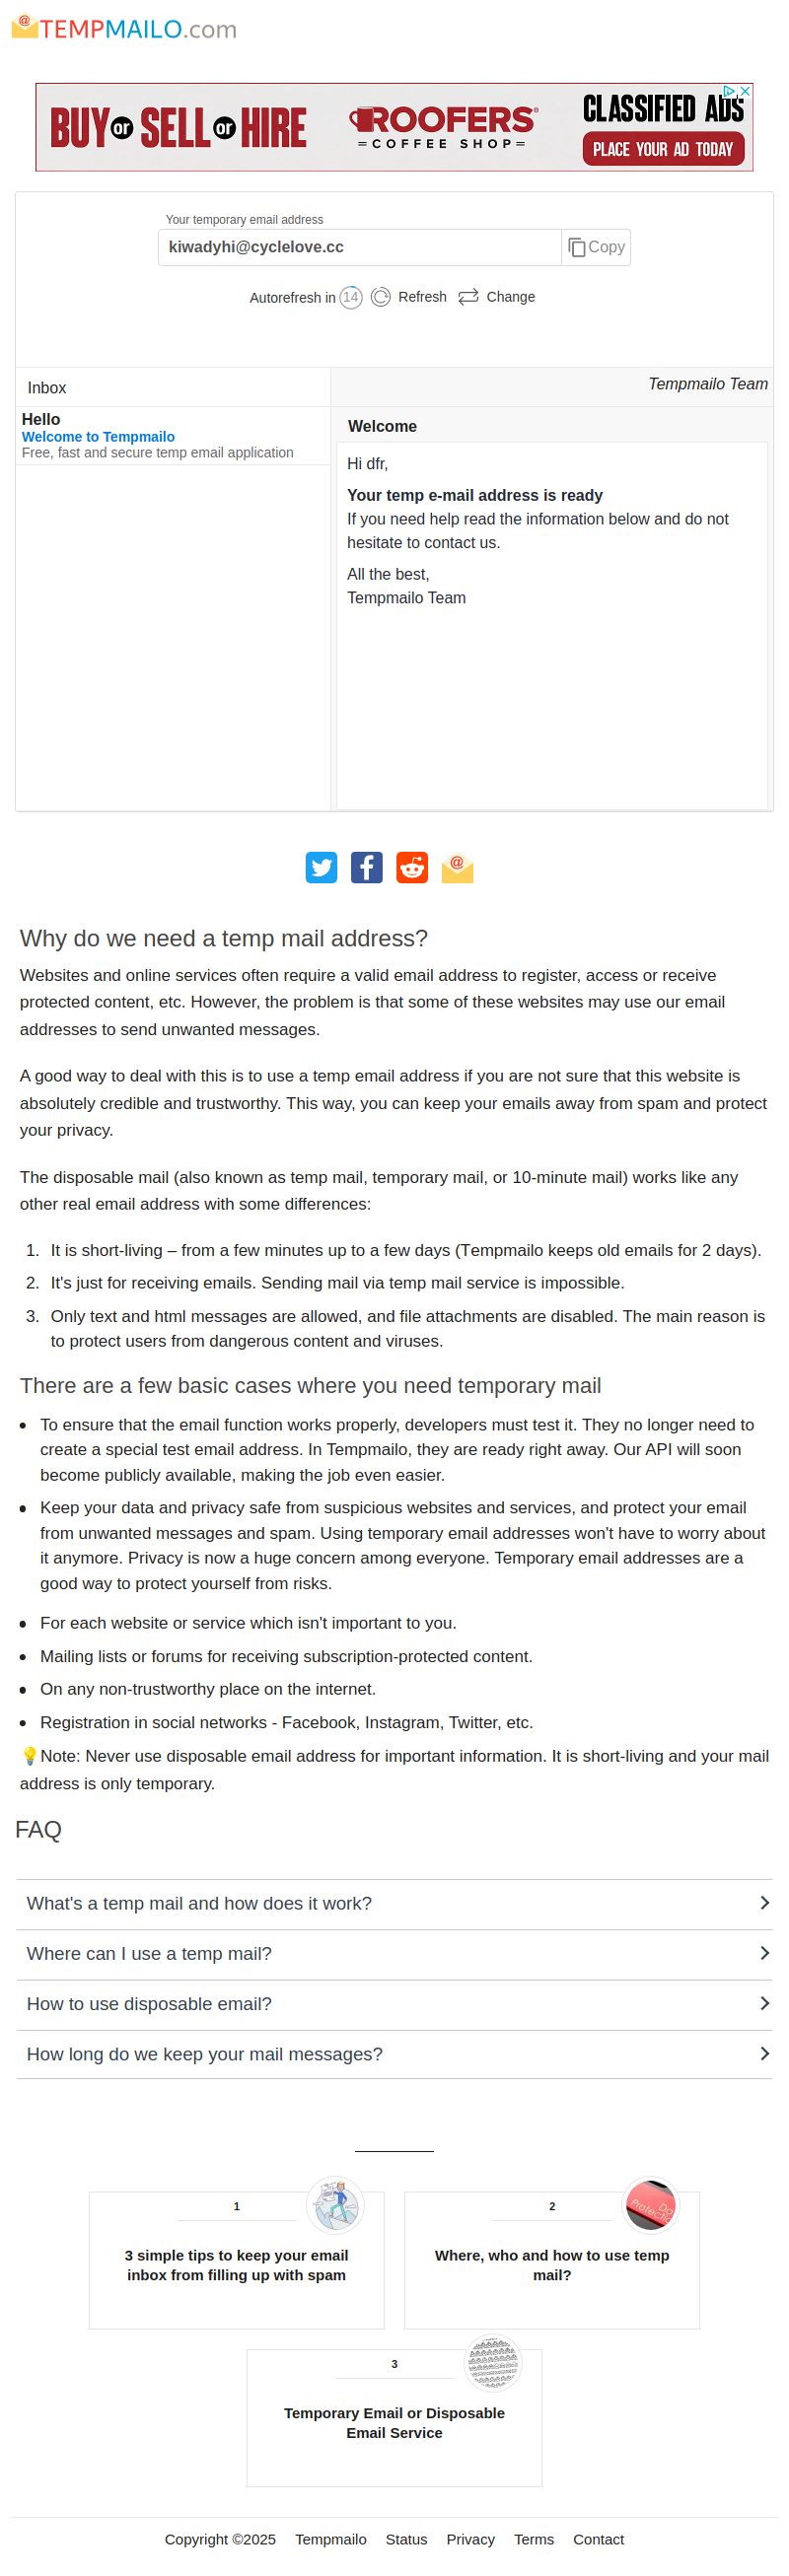 TEMPMAILO.com
BUY or SELL or HIRE
ROOFERS®
COFFEE SHOP
CLASSIFIED ADS
PLACE YOUR AD TODAY
Your temporary email address
kiwadyhi@cyclelove.cc
Copy
Autorefresh in 14 Refresh Change
Inbox
Tempmailo Team
Hello
Welcome to Tempmailo
Free, fast and secure temp email application
Welcome
Hi dfr,
Your temp e-mail address is ready
If you need help read the information below and do not
hesitate to contact us.
All the best,
Tempmailo Team
Why do we need a temp mail address?
Websites and online services often require a valid email address to register, access or receive
protected content, etc. However, the problem is that some of these websites may use our email
addresses to send unwanted messages.
A good way to deal with this is to use a temp email address if you are not sure that this website is
absolutely credible and trustworthy. This way, you can keep your emails away from spam and protect
your privacy.
The disposable mail (also known as temp mail, temporary mail, or 10-minute mail) works like any
other real email address with some differences:
1. It is short-living – from a few minutes up to a few days (Tempmailo keeps old emails for 2 days).
2. It's just for receiving emails. Sending mail via temp mail service is impossible.
3. Only text and html messages are allowed, and file attachments are disabled. The main reason is
to protect users from dangerous content and viruses.
There are a few basic cases where you need temporary mail
• To ensure that the email function works properly, developers must test it. They no longer need to
create a special test email address. In Tempmailo, they are ready right away. Our API will soon
become publicly available, making the job even easier.
• Keep your data and privacy safe from suspicious websites and services, and protect your email
from unwanted messages and spam. Using temporary email addresses won't have to worry about
it anymore. Privacy is now a huge concern among everyone. Temporary email addresses are a
good way to protect yourself from risks.
• For each website or service which isn't important to you.
• Mailing lists or forums for receiving subscription-protected content.
• On any non-trustworthy place on the internet.
• Registration in social networks - Facebook, Instagram, Twitter, etc.
💡Note: Never use disposable email address for important information. It is short-living and your mail
address is only temporary.
FAQ
What's a temp mail and how does it work?
Where can I use a temp mail?
How to use disposable email?
How long do we keep your mail messages?
1
3 simple tips to keep your email
inbox from filling up with spam
2
Where, who and how to use temp
mail?
3
Temporary Email or Disposable
Email Service
Copyright ©2025 Tempmailo Status Privacy Terms Contact